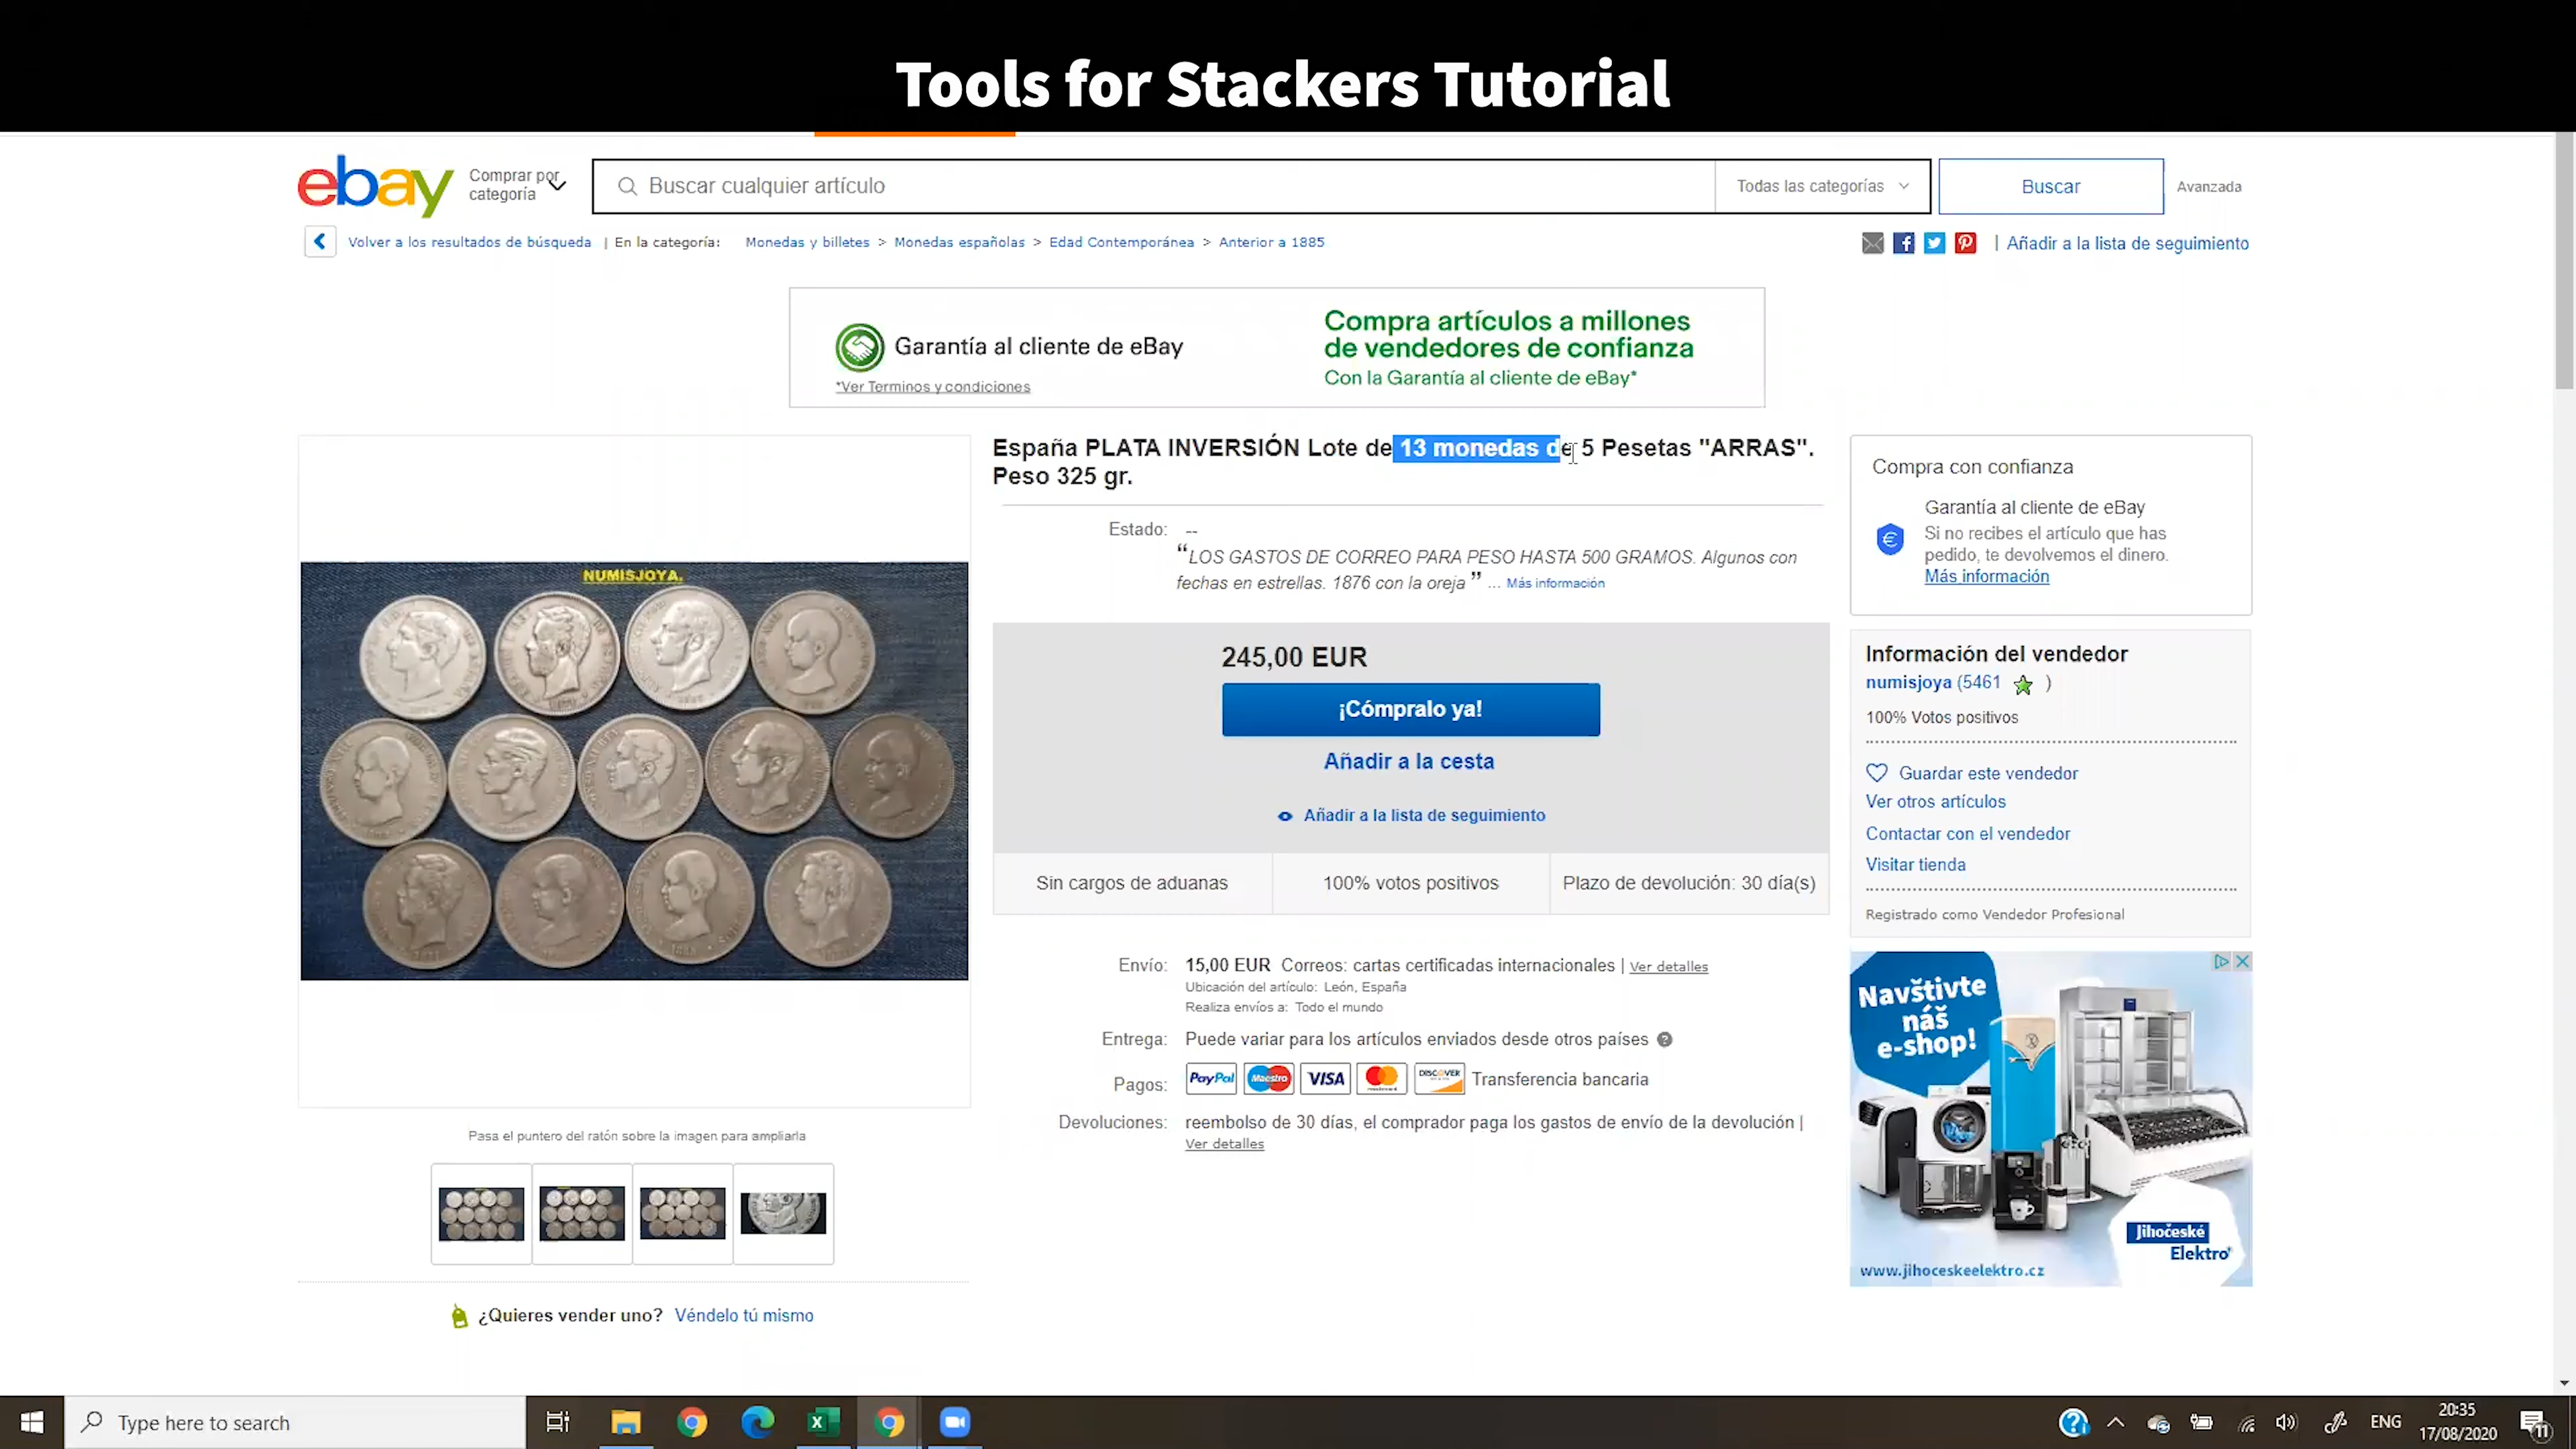 Tools for Stackers Tutorial
ebay
Comprar por
categoría
Buscar cualquier artículo
Todas las categorías
Buscar
Avanzada
Volver a los resultados de búsqueda | En la categoría: Monedas y billetes > Monedas españolas > Edad Contemporánea > Anterior a 1885
| Añadir a la lista de seguimiento
Garantía al cliente de eBay
*Ver Terminos y condiciones
Compra artículos a millones
de vendedores de confianza
Con la Garantía al cliente de eBay*
NUMISJOYA.
Pasa el puntero del ratón sobre la imagen para ampliarla
¿Quieres vender uno? Véndelo tú mismo
España PLATA INVERSIÓN Lote de 13 monedas de 5 Pesetas "ARRAS".
Peso 325 gr.
Estado: --
“LOS GASTOS DE CORREO PARA PESO HASTA 500 GRAMOS. Algunos con
fechas en estrellas. 1876 con la oreja ” ... Más información
245,00 EUR
¡Cómpralo ya!
Añadir a la cesta
Añadir a la lista de seguimiento
Sin cargos de aduanas
100% votos positivos
Plazo de devolución: 30 día(s)
Envío: 15,00 EUR Correos: cartas certificadas internacionales | Ver detalles
Ubicación del artículo: León, España
Realiza envíos a: Todo el mundo
Entrega: Puede variar para los artículos enviados desde otros países ?
Pagos: PayPal Maestro VISA mastercard DISCOVER Transferencia bancaria
Devoluciones: reembolso de 30 días, el comprador paga los gastos de envío de la devolución |
Ver detalles
Compra con confianza
Garantía al cliente de eBay
Si no recibes el artículo que has
pedido, te devolvemos el dinero.
Más información
Información del vendedor
numisjoya (5461 )
100% Votos positivos
Guardar este vendedor
Ver otros artículos
Contactar con el vendedor
Visitar tienda
Registrado como Vendedor Profesional
Navštivte
náš
e-shop!
Jihočeské
Elektro
www.jihoceskeelektro.cz
Type here to search
ENG
20:35
17/08/2020
11